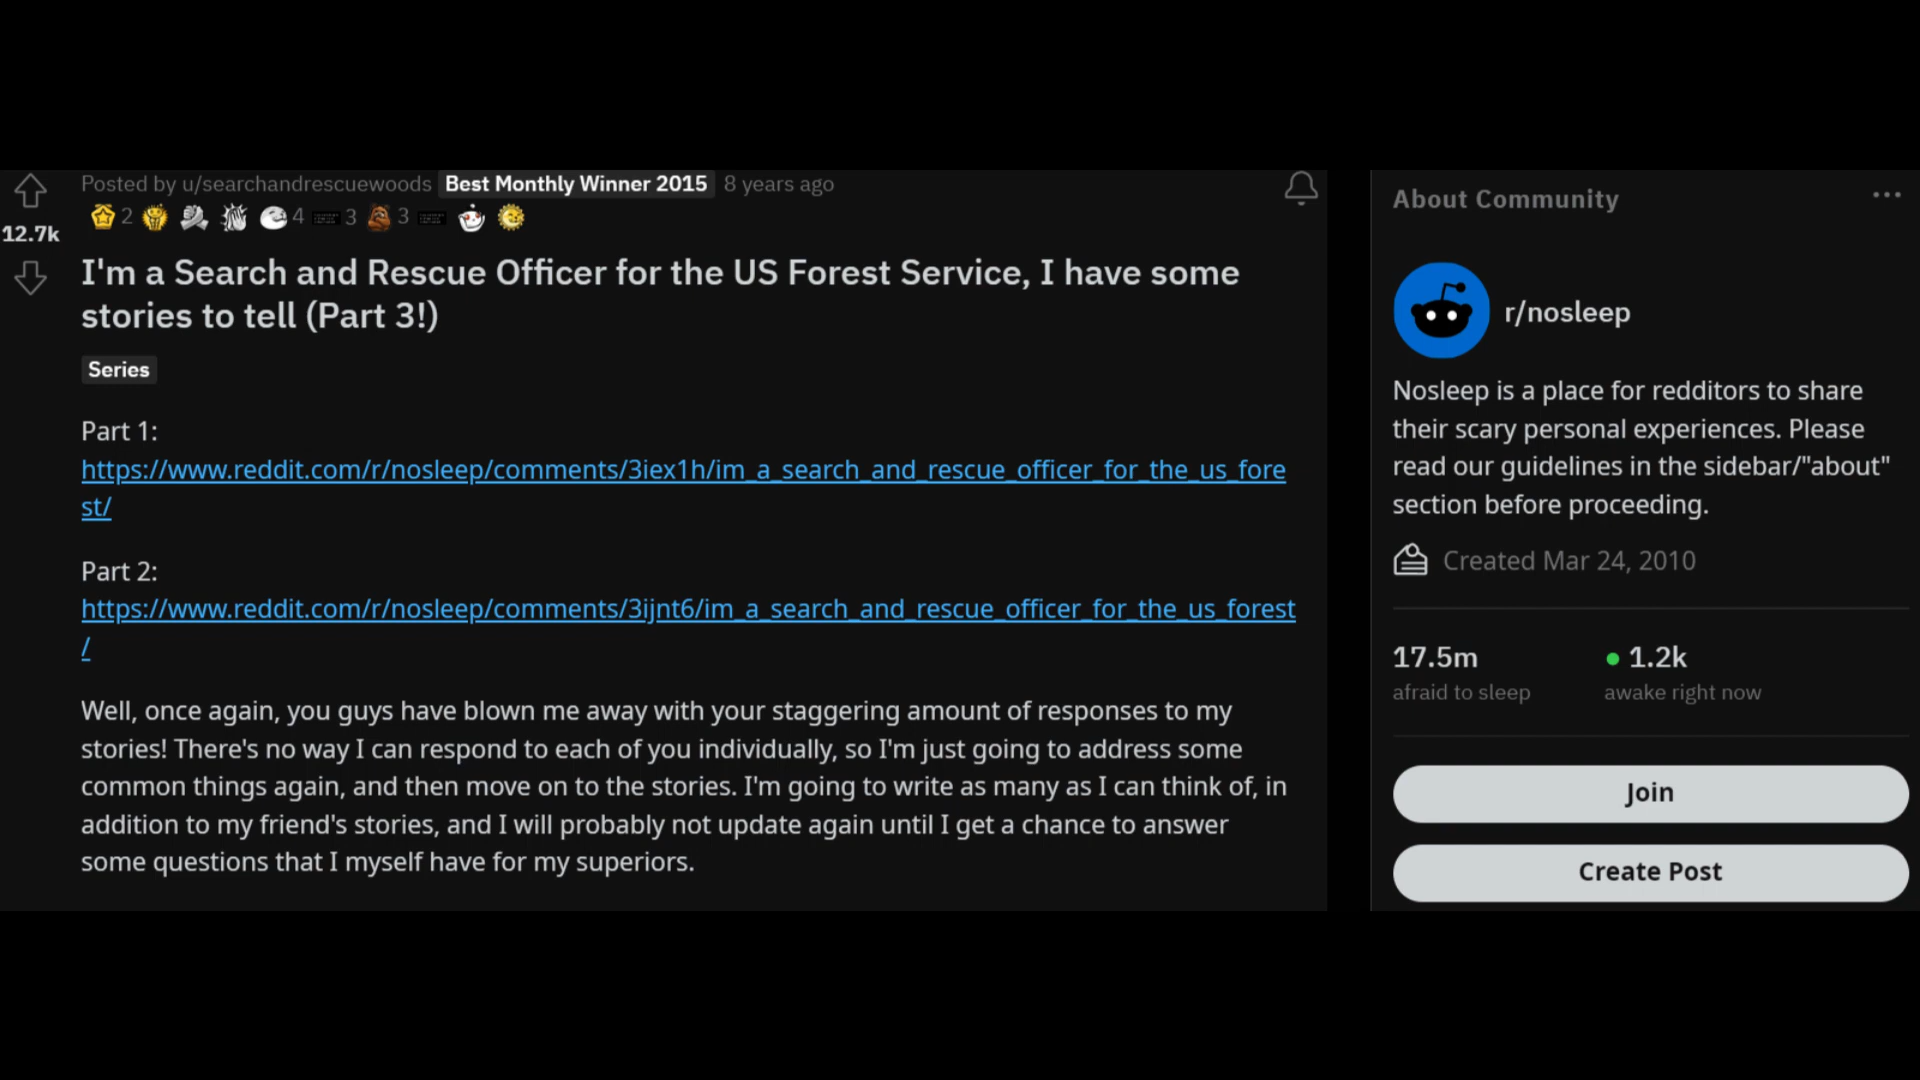 Posted by u/searchandrescuewoods Best Monthly Winner 2015 8 years ago
2 4 3 3
12.7k
I'm a Search and Rescue Officer for the US Forest Service, I have some
stories to tell (Part 3!)
Series
Part 1:
https://www.reddit.com/r/nosleep/comments/3iex1h/im_a_search_and_rescue_officer_for_the_us_fore
st/
Part 2:
https://www.reddit.com/r/nosleep/comments/3ijnt6/im_a_search_and_rescue_officer_for_the_us_forest
/
Well, once again, you guys have blown me away with your staggering amount of responses to my
stories! There's no way I can respond to each of you individually, so I'm just going to address some
common things again, and then move on to the stories. I'm going to write as many as I can think of, in
addition to my friend's stories, and I will probably not update again until I get a chance to answer
some questions that I myself have for my superiors.
About Community
r/nosleep
Nosleep is a place for redditors to share
their scary personal experiences. Please
read our guidelines in the sidebar/"about"
section before proceeding.
Created Mar 24, 2010
17.5m 1.2k
afraid to sleep awake right now
Join
Create Post